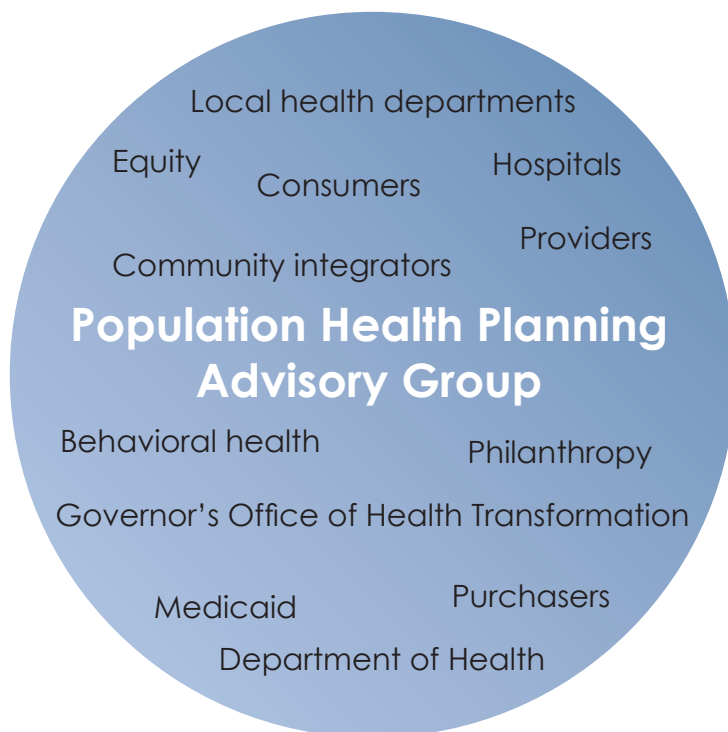 Local health departments
Equity
Consumers
Hospitals
Providers
Community integrators
Population Health Planning
Advisory Group
Behavioral health
Philanthropy
Governor’s Office of Health Transformation
Medicaid
Purchasers
Department of Health